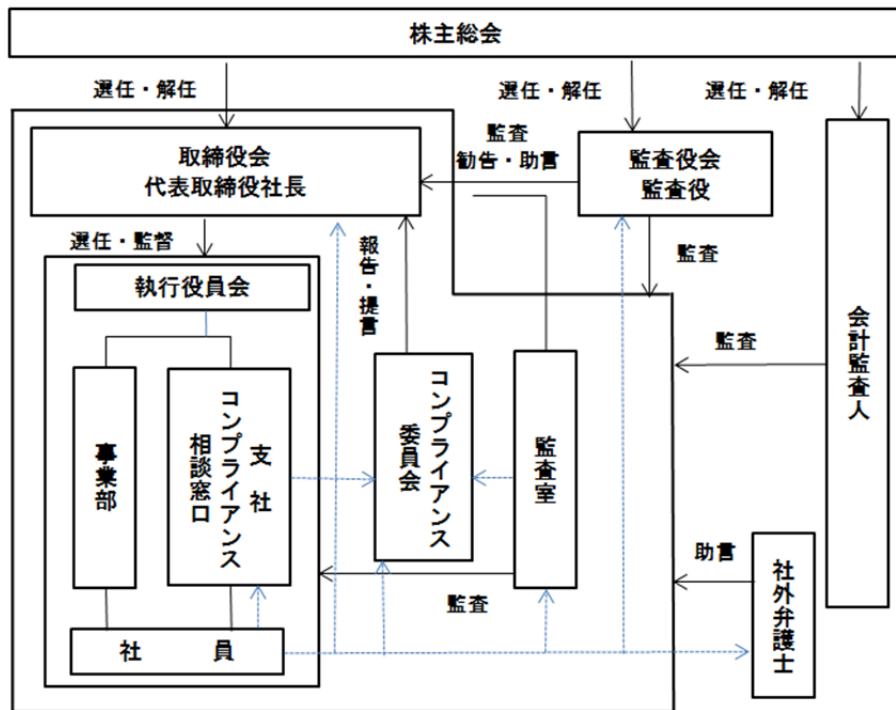 株主総会
選任・解任
選任・解任
選任・解任
取締役会
代表取締役社長
監査
勧告・助言
監査役会
監査役
選任・監督
報告・提言
監査
執行役員会
会計監査人
監査
事業部
支社
コンプライアンス
相談窓口
コンプライアンス
委員会
監査室
監査
助言
社外弁護士
社員